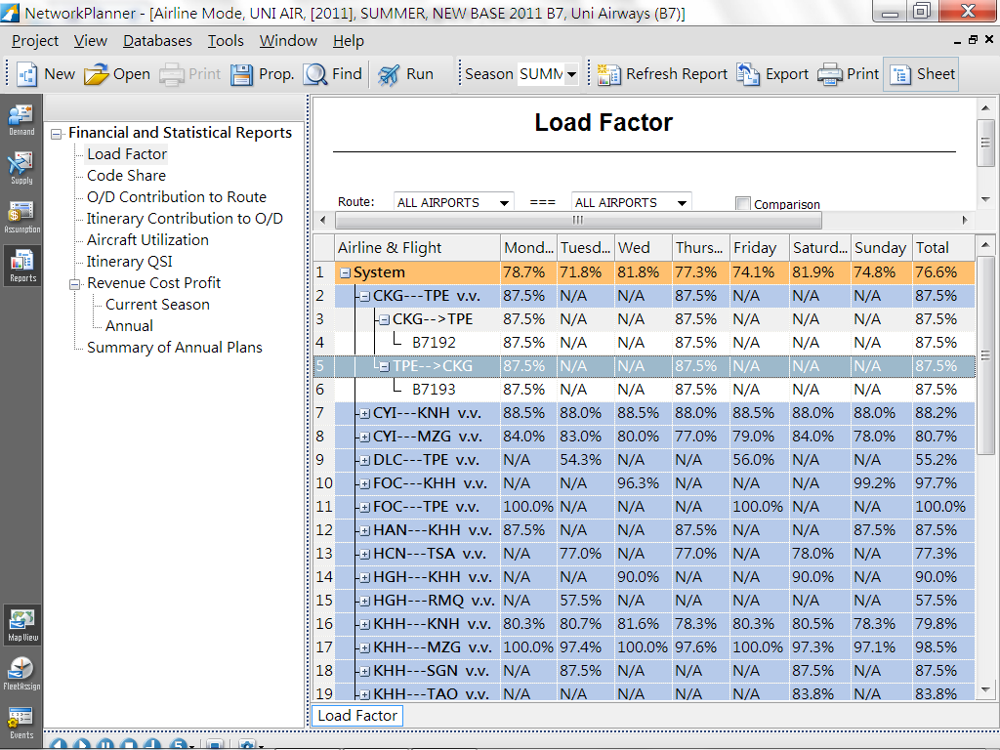 NetworkPlanner - [Airline Mode, UNI AIR, [2011], SUMMER, NEW BASE 2011 B7, Uni Airways (B7)]
Project View Databases Tools Window Help
New Open Print Prop. Find Run Season SUMM Refresh Report Export Print Sheet
Demand
Supply
Assumption
Reports
MapView
FleetAssign
Events
Financial and Statistical Reports
Load Factor
Code Share
O/D Contribution to Route
Itinerary Contribution to O/D
Aircraft Utilization
Itinerary QSI
Revenue Cost Profit
Current Season
Annual
Summary of Annual Plans
Load Factor
Route: ALL AIRPORTS === ALL AIRPORTS Comparison
Airline & Flight Mond... Tuesd... Wed Thurs... Friday Saturd... Sunday Total
1 System 78.7% 71.8% 81.8% 77.3% 74.1% 81.9% 74.8% 76.6%
2 CKG---TPE v.v. 87.5% N/A N/A 87.5% N/A N/A N/A 87.5%
3 CKG-->TPE 87.5% N/A N/A 87.5% N/A N/A N/A 87.5%
4 B7192 87.5% N/A N/A 87.5% N/A N/A N/A 87.5%
5 TPE-->CKG 87.5% N/A N/A 87.5% N/A N/A N/A 87.5%
6 B7193 87.5% N/A N/A 87.5% N/A N/A N/A 87.5%
7 CYI---KNH v.v. 88.5% 88.0% 88.5% 88.0% 88.5% 88.0% 88.0% 88.2%
8 CYI---MZG v.v. 84.0% 83.0% 80.0% 77.0% 79.0% 84.0% 78.0% 80.7%
9 DLC---TPE v.v. N/A 54.3% N/A N/A 56.0% N/A N/A 55.2%
10 FOC---KHH v.v. N/A N/A 96.3% N/A N/A N/A 99.2% 97.7%
11 FOC---TPE v.v. 100.0% N/A N/A N/A 100.0% N/A N/A 100.0%
12 HAN---KHH v.v. 87.5% N/A N/A 87.5% N/A N/A 87.5% 87.5%
13 HCN---TSA v.v. N/A 77.0% N/A 77.0% N/A 78.0% N/A 77.3%
14 HGH---KHH v.v. N/A N/A 90.0% N/A N/A 90.0% N/A 90.0%
15 HGH---RMQ v.v. N/A 57.5% N/A N/A N/A N/A N/A 57.5%
16 KHH---KNH v.v. 80.3% 80.7% 81.6% 78.3% 80.3% 80.5% 78.3% 79.8%
17 KHH---MZG v.v. 100.0% 97.4% 100.0% 97.6% 100.0% 97.3% 97.1% 98.5%
18 KHH---SGN v.v. N/A 87.5% N/A N/A N/A 87.5% N/A 87.5%
19 KHH---TAO v.v. N/A N/A N/A N/A N/A 83.8% N/A 83.8%
Load Factor